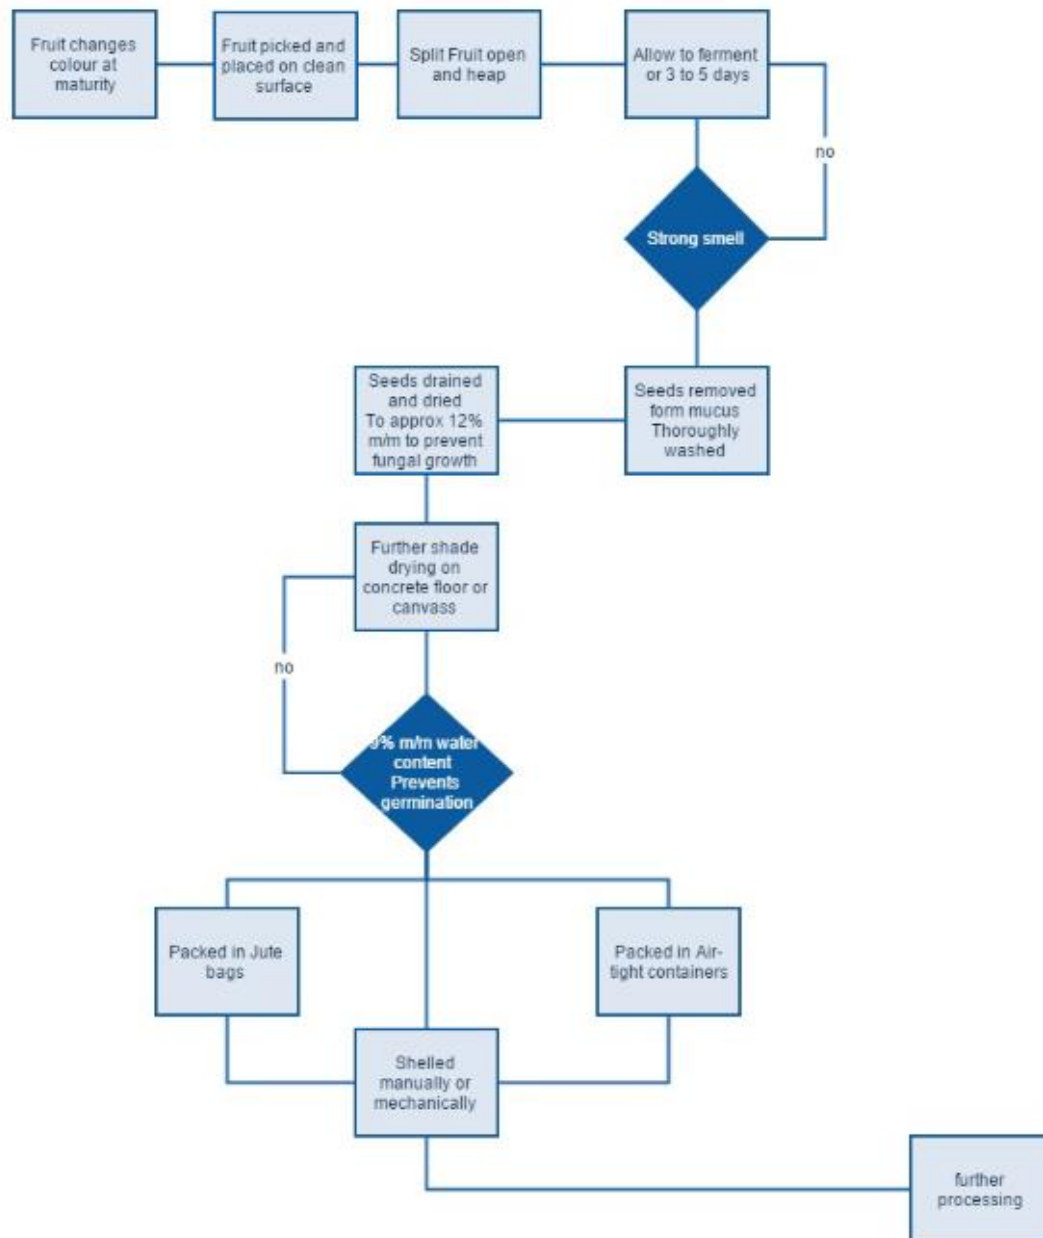 Fruit changes
colour at
maturity
Fruit picked and
placed on clean
surface
Split Fruit open
and heap
Allow to ferment
or 3 to 5 days
no
Strong smell
Seeds drained
and dried
To approx 12%
m/m to prevent
fungal growth
Seeds removed
form mucus
Thoroughly
washed
Further shade
drying on
concrete floor or
canvass
no
9% m/m water
content
Prevents
germination
Packed in Jute
bags
Packed in Air-
tight containers
Shelled
manually or
mechanically
further
processing